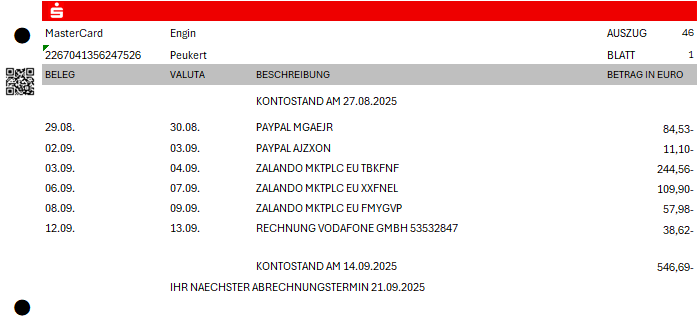 MasterCard Engin AUSZUG 46
2267041356247526 Peukert BLATT 1
BELEG VALUTA BESCHREIBUNG BETRAG IN EURO
KONTOSTAND AM 27.08.2025
29.08. 30.08. PAYPAL MGAEJR 84,53-
02.09. 03.09. PAYPAL AJZXON 11,10-
03.09. 04.09. ZALANDO MKTPLC EU TBKFNF 244,56-
06.09. 07.09. ZALANDO MKTPLC EU XXFNEL 109,90-
08.09. 09.09. ZALANDO MKTPLC EU FMYGVP 57,98-
12.09. 13.09. RECHNUNG VODAFONE GMBH 53532847 38,62-
KONTOSTAND AM 14.09.2025 546,69-
IHR NAECHSTER ABRECHNUNGSTERMIN 21.09.2025